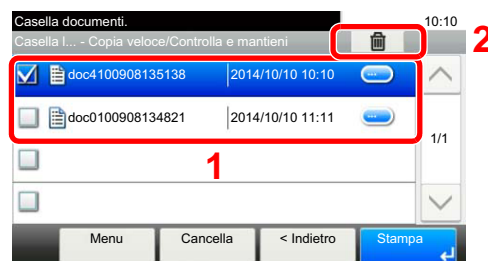 Casella documenti. 10:10
Casella l... - Copia veloce/Controlla e mantieni
2
doc4100908135138 2014/10/10 10:10
doc0100908134821 2014/10/10 11:11
1/1
1
Menu Cancella < Indietro Stampa